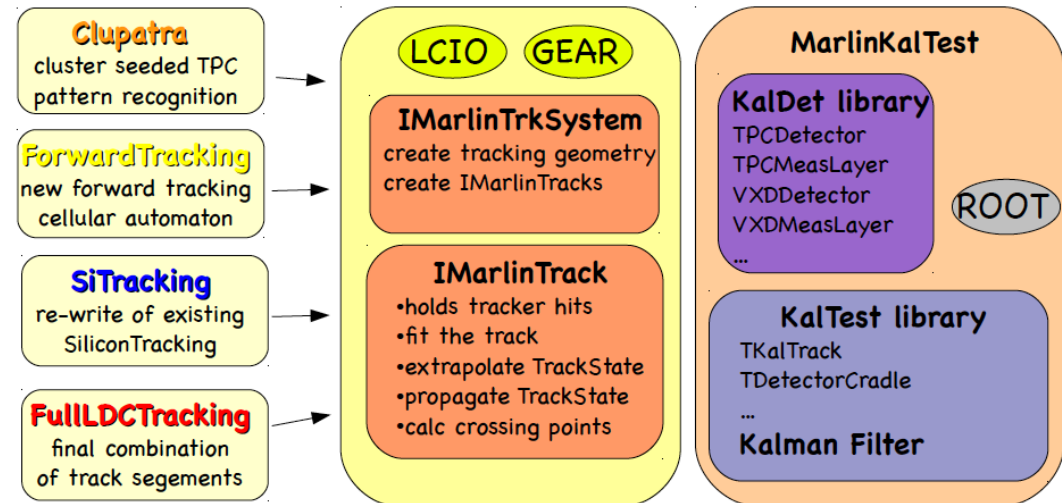 Clupatra
cluster seeded TPC
pattern recognition
ForwardTracking
new forward tracking
cellular automaton
SiTracking
re-write of existing
SiliconTracking
FullLDCTracking
final combination
of track segements
LCIO
GEAR
IMarlinTrkSystem
create tracking geometry
create IMarlinTracks
IMarlinTrack
•holds tracker hits
•fit the track
•extrapolate TrackState
•propagate TrackState
•calc crossing points
MarlinKalTest
KalDet library
TPCDetector
TPCMeasLayer
VXDDetector
VXDMeasLayer
...
ROOT
KalTest library
TKalTrack
TDetectorCradle
...
Kalman Filter